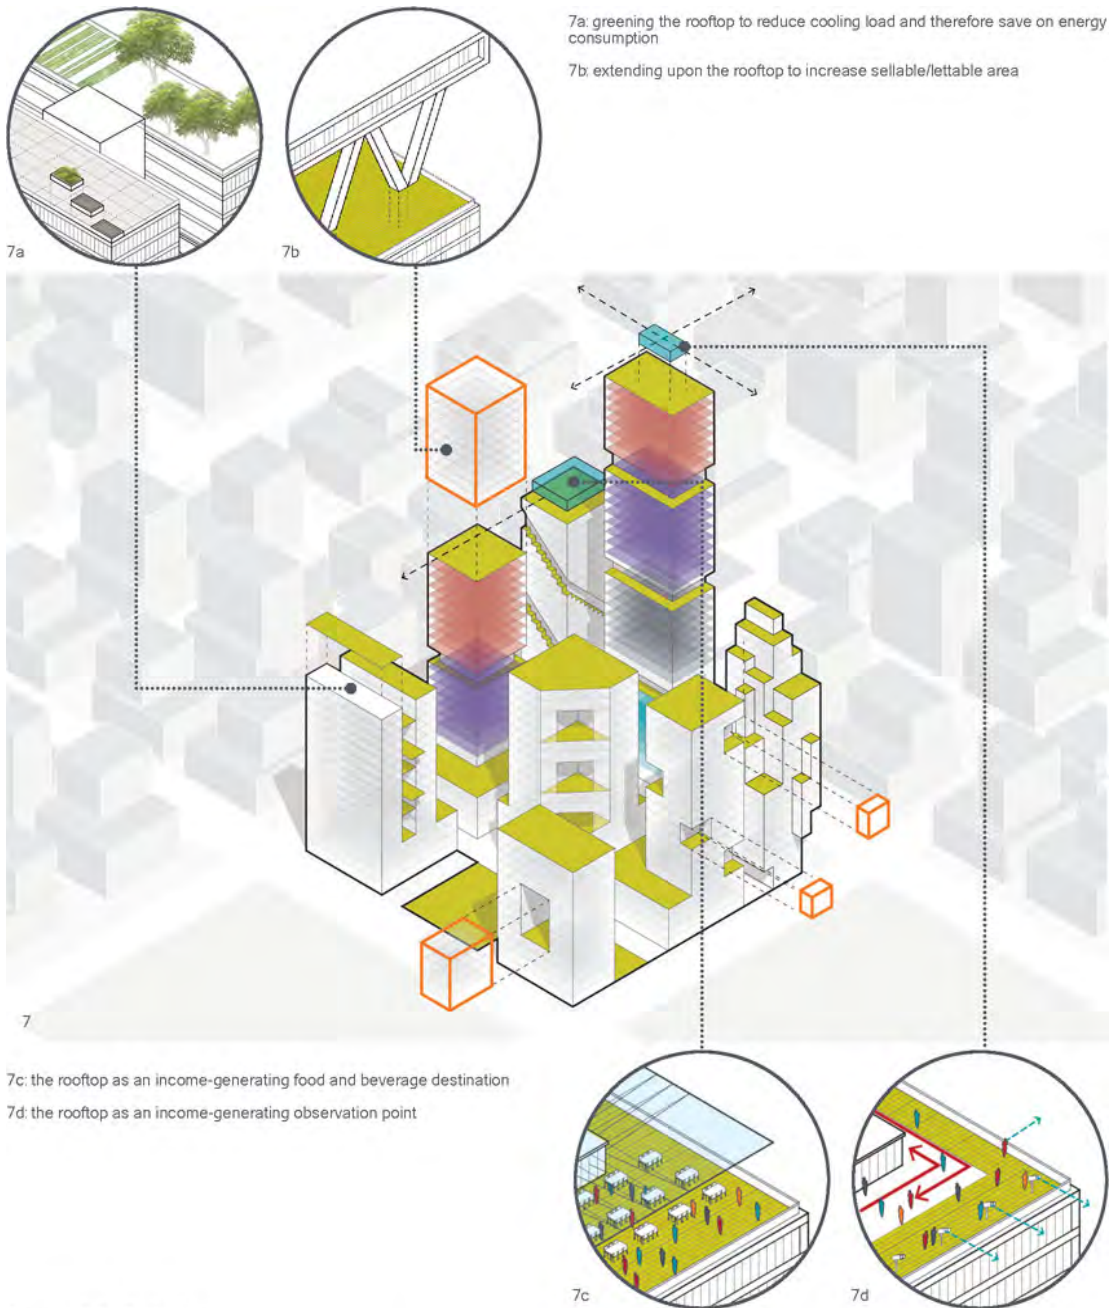 7a: greening the rooftop to reduce cooling load and therefore save on energy
consumption
7b: extending upon the rooftop to increase sellable/lettable area
7a
7b
7
7c: the rooftop as an income-generating food and beverage destination
7d: the rooftop as an income-generating observation point
7c
7d